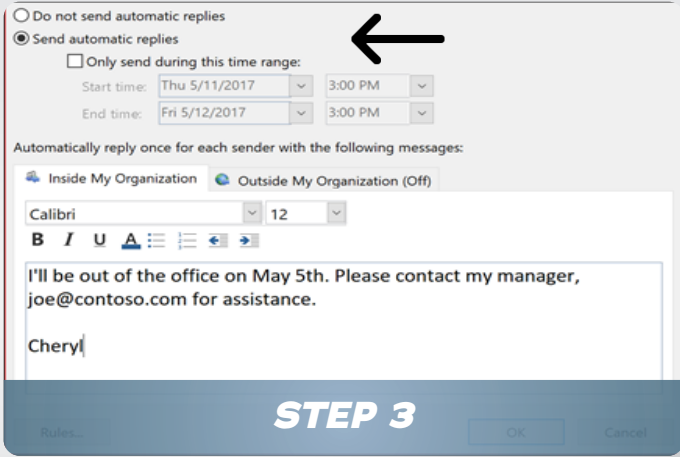 Do not send automatic replies
Send automatic replies
Only send during this time range:
Start time: Thu 5/11/2017 3:00 PM
End time: Fri 5/12/2017 3:00 PM
Automatically reply once for each sender with the following messages:
Inside My Organization Outside My Organization (Off)
Calibri 12
B I U A
I'll be out of the office on May 5th. Please contact my manager,
joe@contoso.com for assistance.
Cheryl
STEP 3
Rules... OK Cancel